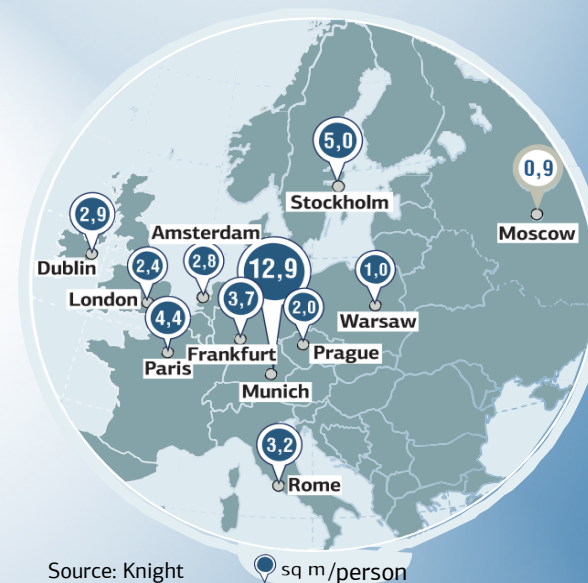 5,0
0,9
Stockholm
2,9
Moscow
Amsterdam
Dublin
2,4
2,8
12,9
1,0
London
3,7
2,0
4,4
Warsaw
Paris
Frankfurt
Prague
Munich
3,2
Rome
Source: Knight
sq m/person